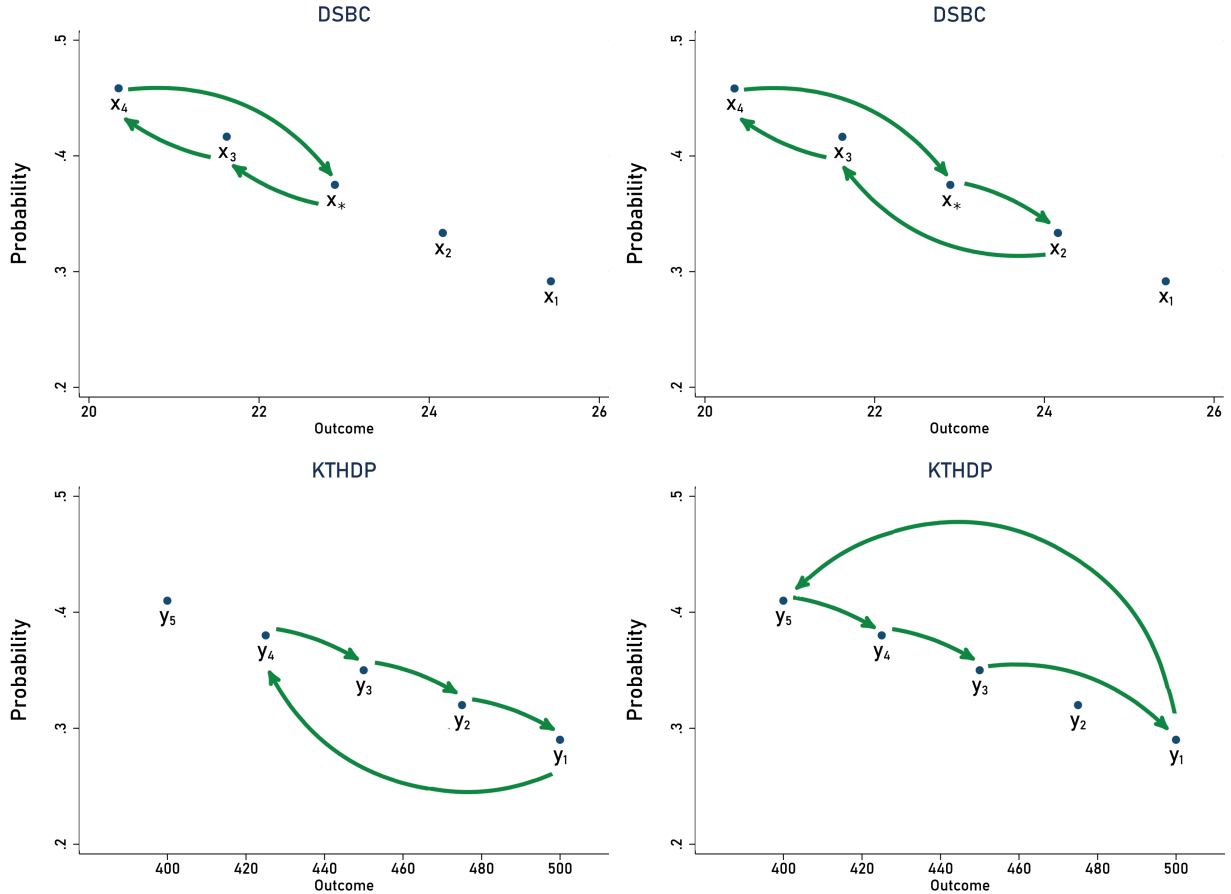 DSBC
Probability
.5
.4
.3
.2
x₄
x₃
x*
x₂
x₁
20
22
24
26
Outcome
DSBC
Probability
.5
.4
.3
.2
x₄
x₃
x*
x₂
x₁
20
22
24
26
Outcome
KTHDP
Probability
.5
.4
.3
.2
y₅
y₄
y₃
y₂
y₁
400
420
440
460
480
500
Outcome
KTHDP
Probability
.5
.4
.3
.2
y₅
y₄
y₃
y₂
y₁
400
420
440
460
480
500
Outcome